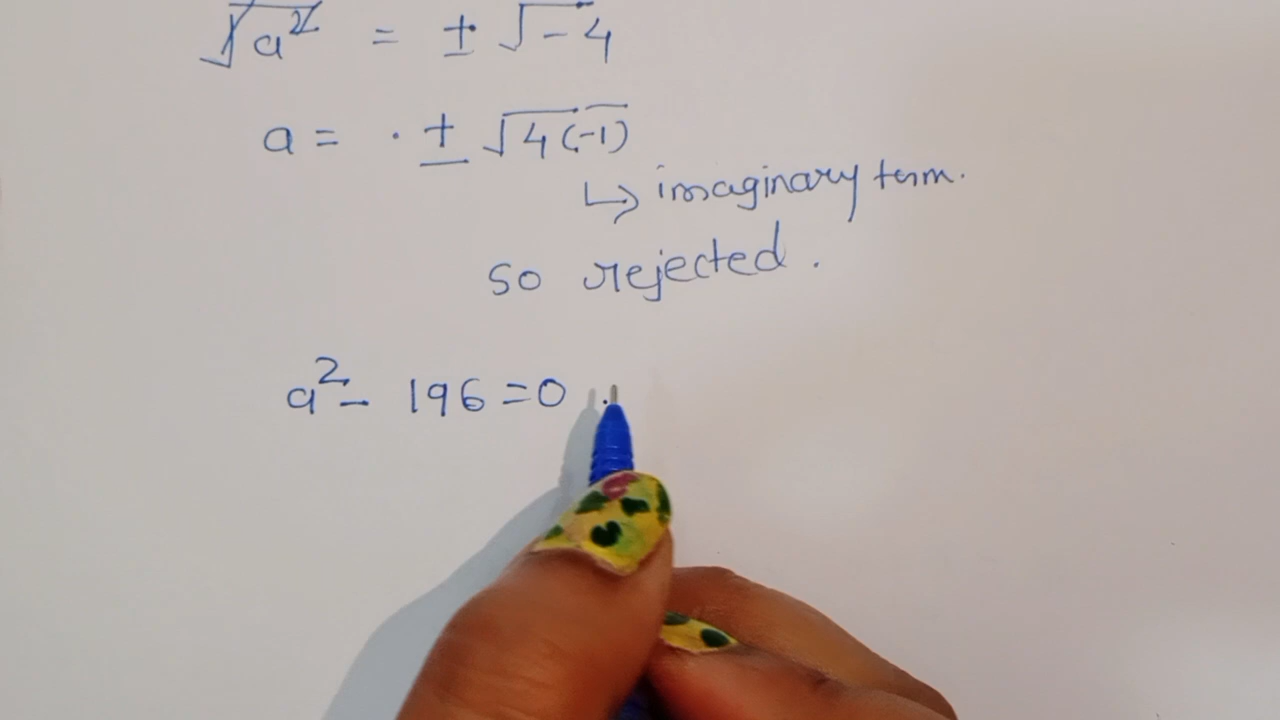 √a² = ± √-4
a = . ± √4(-1)
↳ imaginary term.
so rejected.
a² - 196 = 0